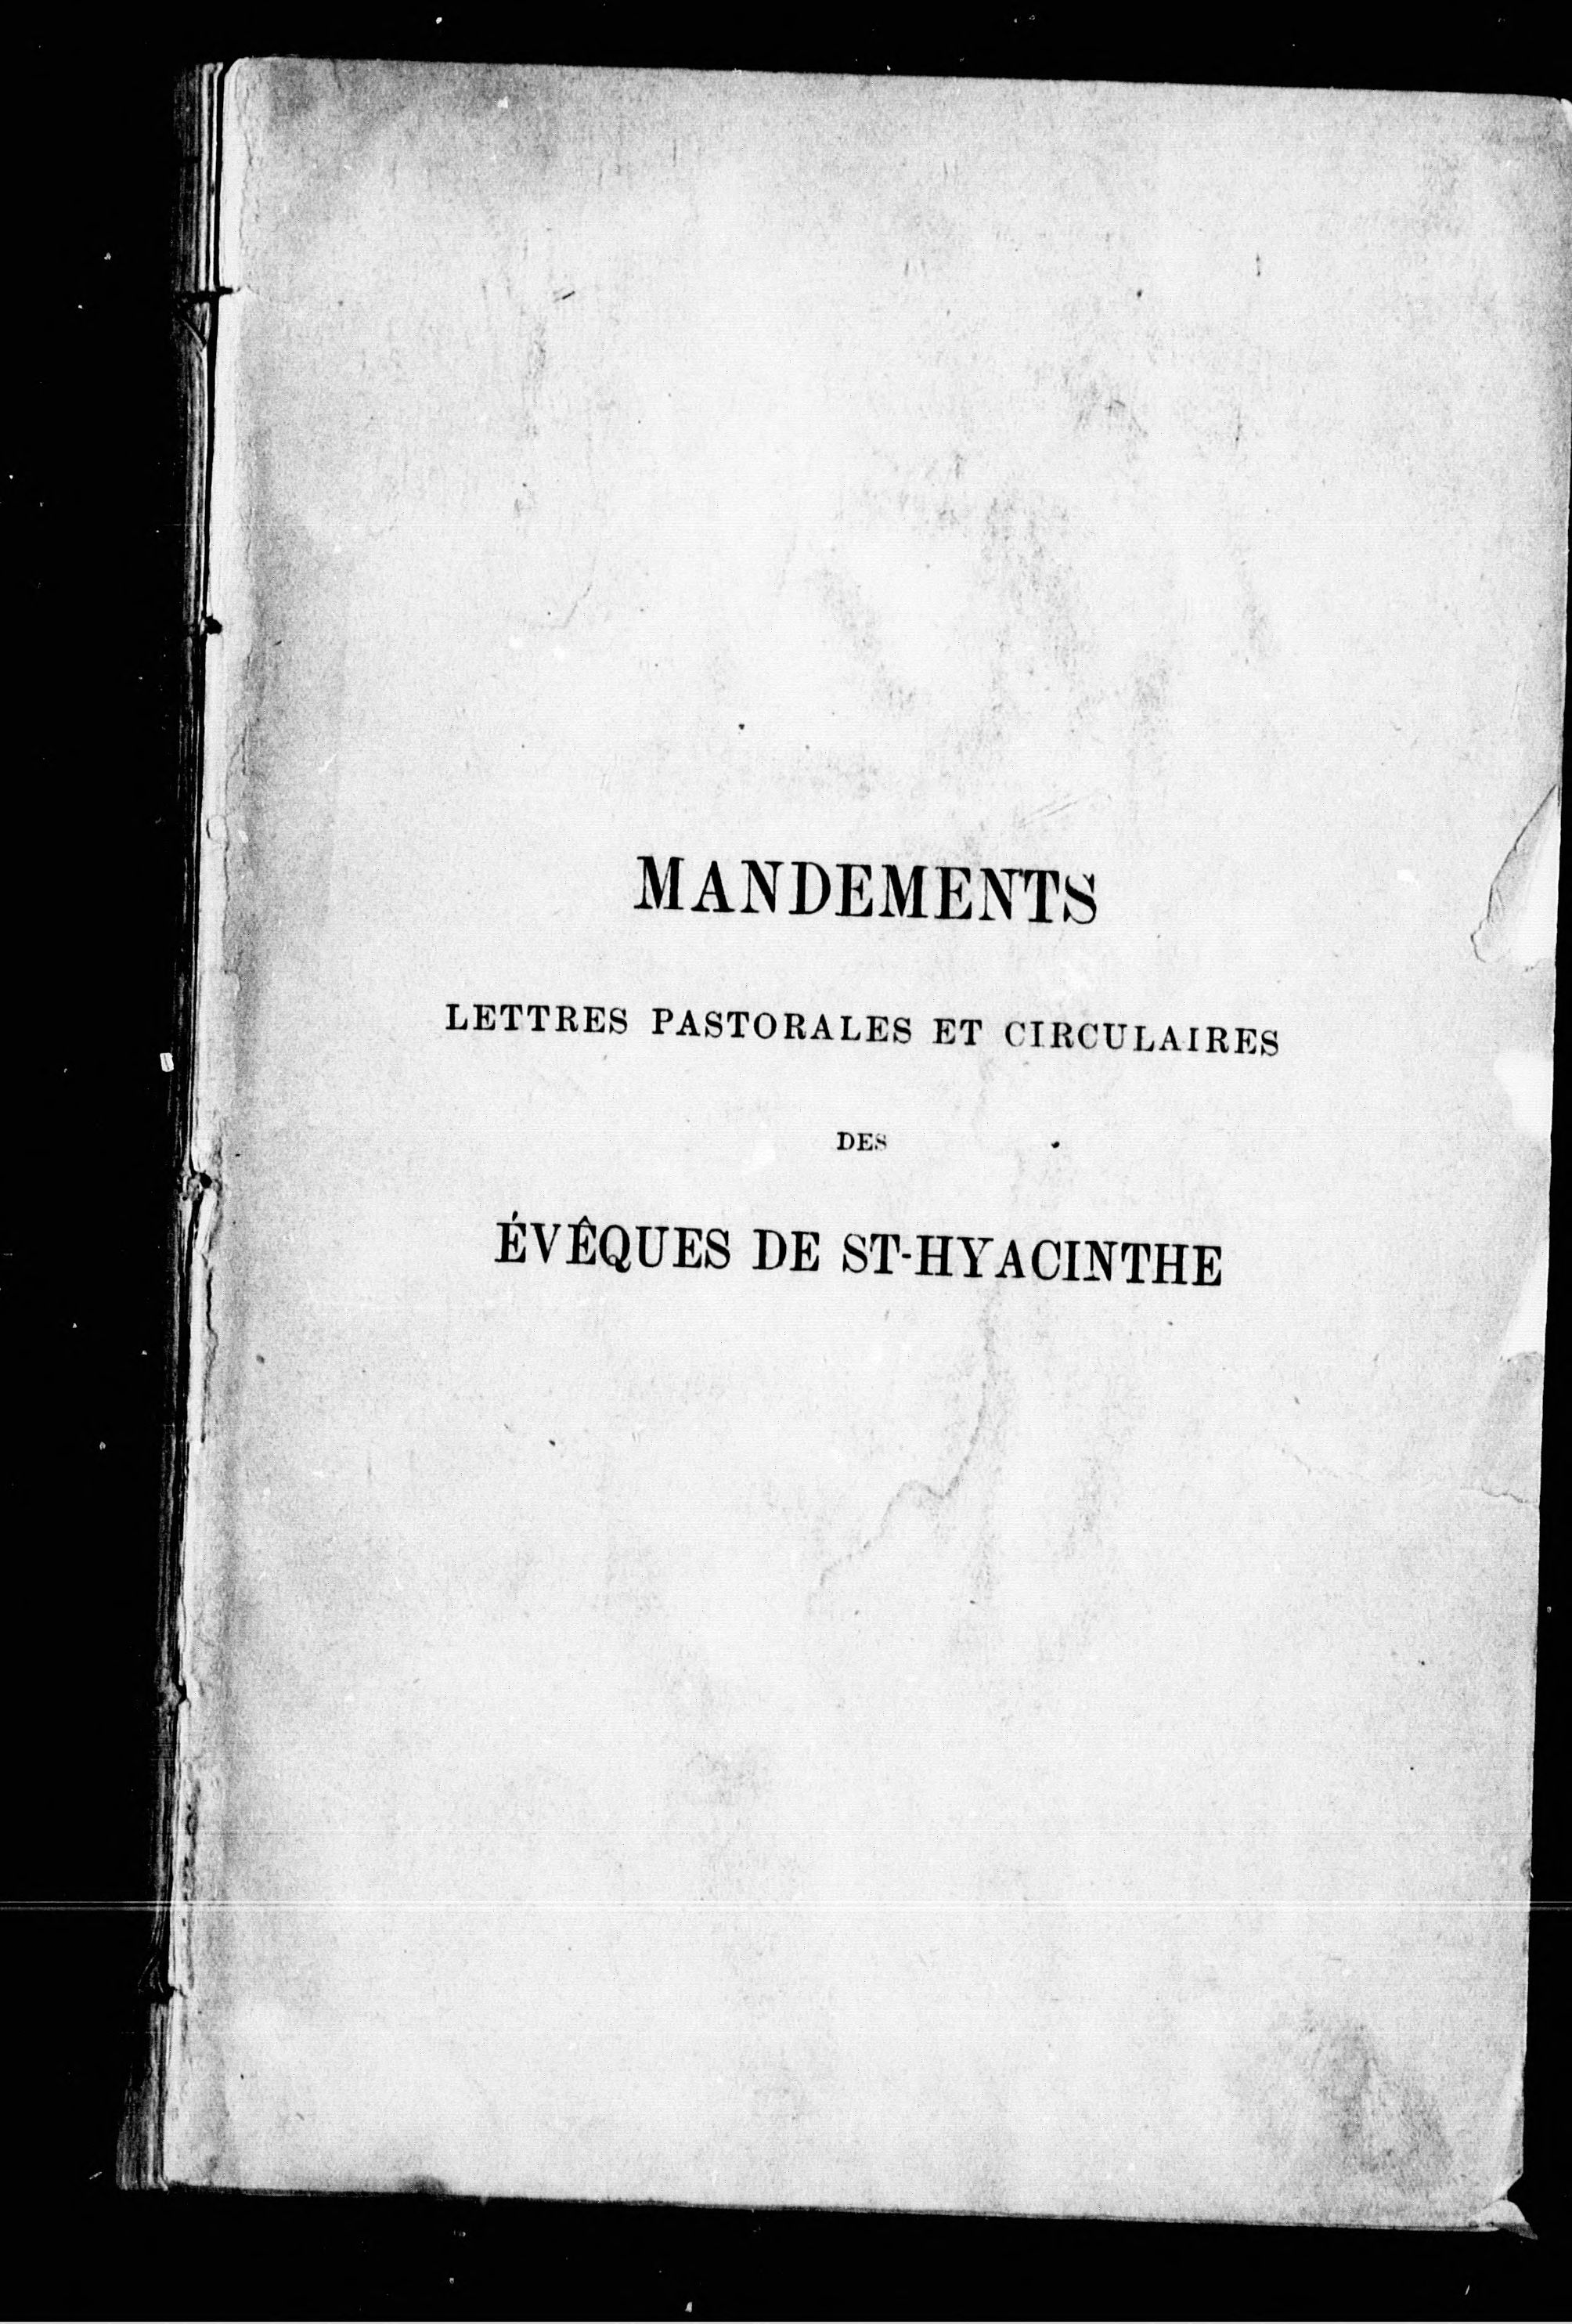 MANDEMENTS
LETTRES PASTORALES ET CIRCULAIRES
DES
ÉVÊQUES DE ST-HYACINTHE